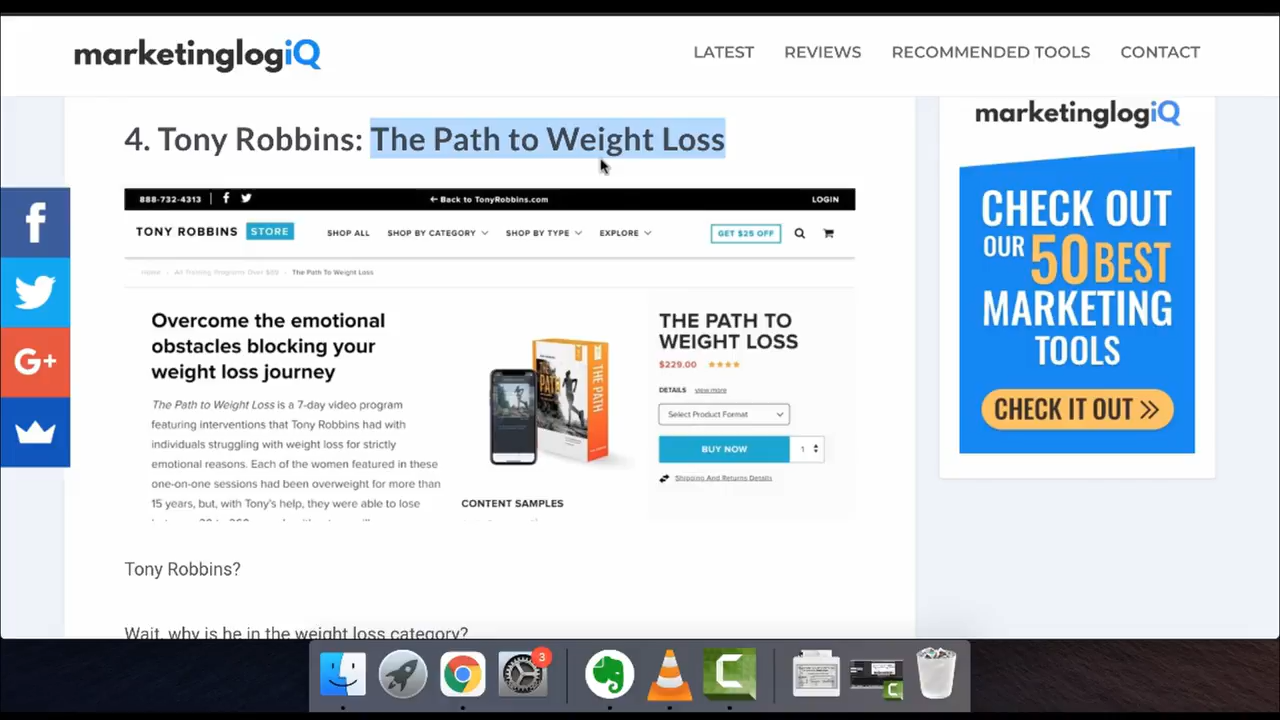 marketinglogiQ
LATEST
REVIEWS
RECOMMENDED TOOLS
CONTACT
4. Tony Robbins: The Path to Weight Loss
888-732-4313
Back to TonyRobbins.com
LOGIN
TONY ROBBINS STORE
SHOP ALL
SHOP BY CATEGORY
SHOP BY TYPE
EXPLORE
GET $25 OFF
Home
All Training Programs Over $99
The Path To Weight Loss
Overcome the emotional
obstacles blocking your
weight loss journey
The Path to Weight Loss is a 7-day video program
featuring interventions that Tony Robbins had with
individuals struggling with weight loss for strictly
emotional reasons. Each of the women featured in these
one-on-one sessions had been overweight for more than
15 years, but, with Tony's help, they were able to lose
THE PATH
CONTENT SAMPLES
THE PATH TO
WEIGHT LOSS
$229.00
DETAILS
view more
Select Product Format
BUY NOW
1
Shipping And Returns Details
Tony Robbins?
Wait, why is he in the weight loss category?
marketinglogiQ
CHECK OUT
OUR 50 BEST
MARKETING
TOOLS
CHECK IT OUT >>
G+
3